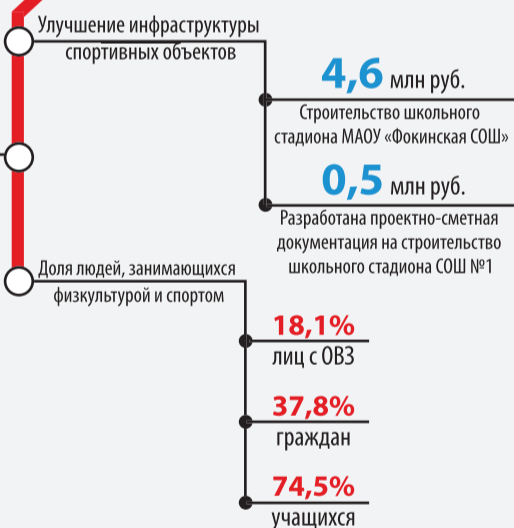 Улучшение инфраструктуры
спортивных объектов
4,6 млн руб.
Строительство школьного
стадиона МАОУ «Фокинская СОШ»
0,5 млн руб.
Разработана проектно-сметная
документация на строительство
школьного стадиона СОШ №1
Доля людей, занимающихся
физкультурой и спортом
18,1%
лиц с ОВЗ
37,8%
граждан
74,5%
учащихся